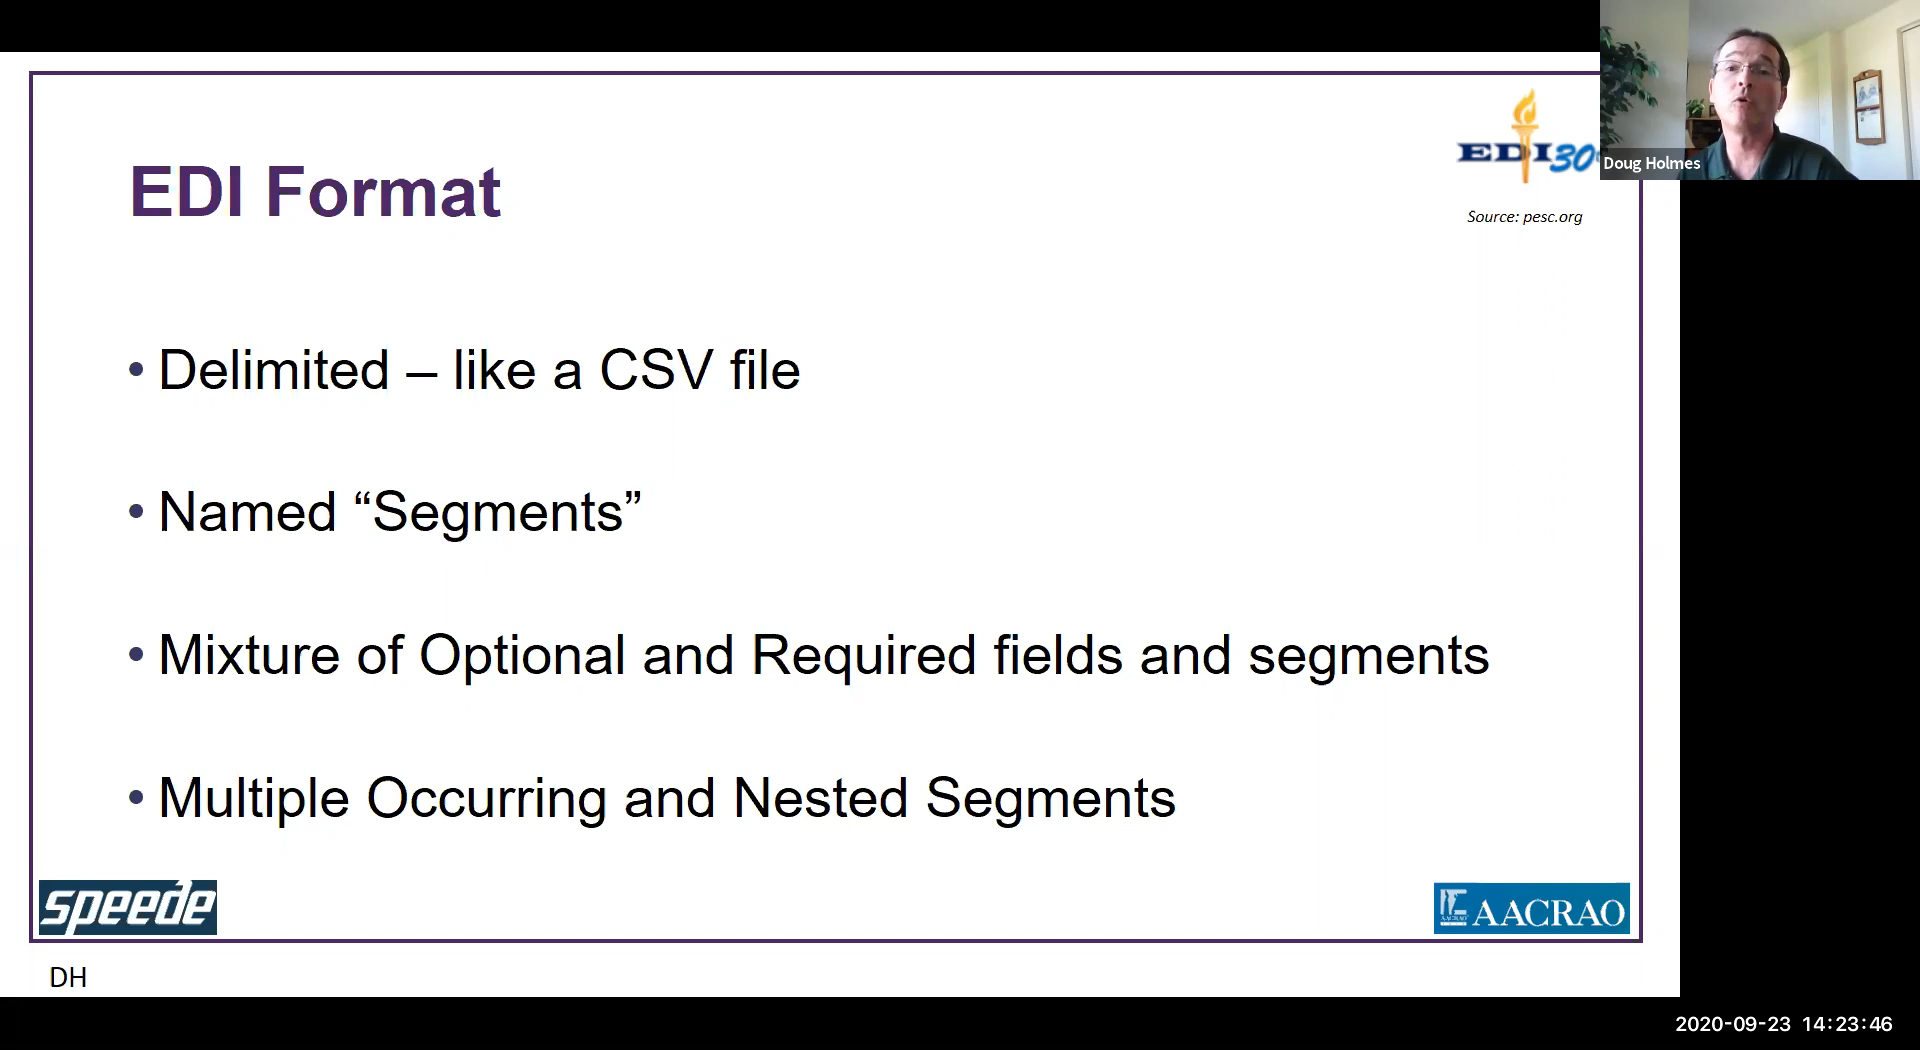 EDI30
Doug Holmes
EDI Format
Source: pesc.org
• Delimited – like a CSV file
• Named “Segments”
• Mixture of Optional and Required fields and segments
• Multiple Occurring and Nested Segments
speede
AACRAO
DH
2020-09-23 14:23:46